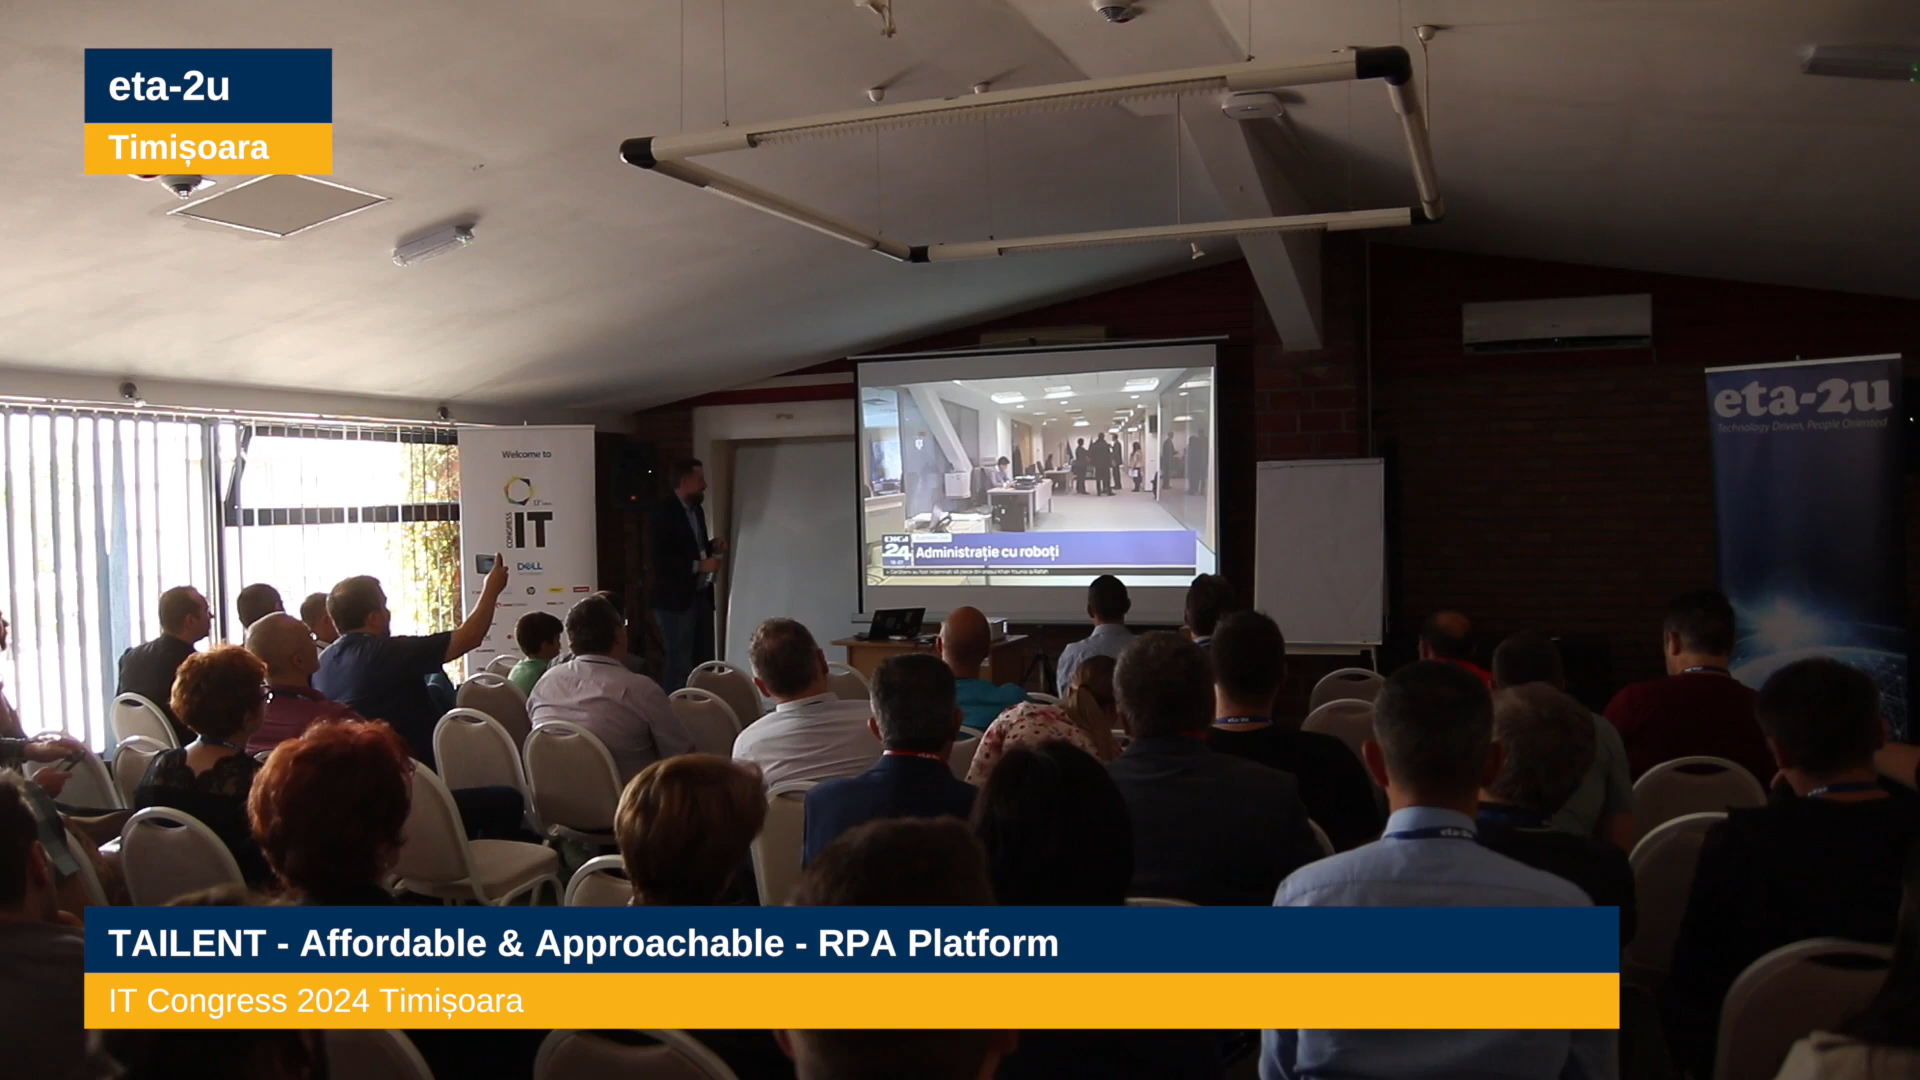 eta-2u
Timișoara
eta-2u
Technology Driven, People Oriented
Welcome to
CONGRESS
IT
DELL
DIGI
24
Administrație cu roboți
TAILENT - Affordable & Approachable - RPA Platform
IT Congress 2024 Timișoara